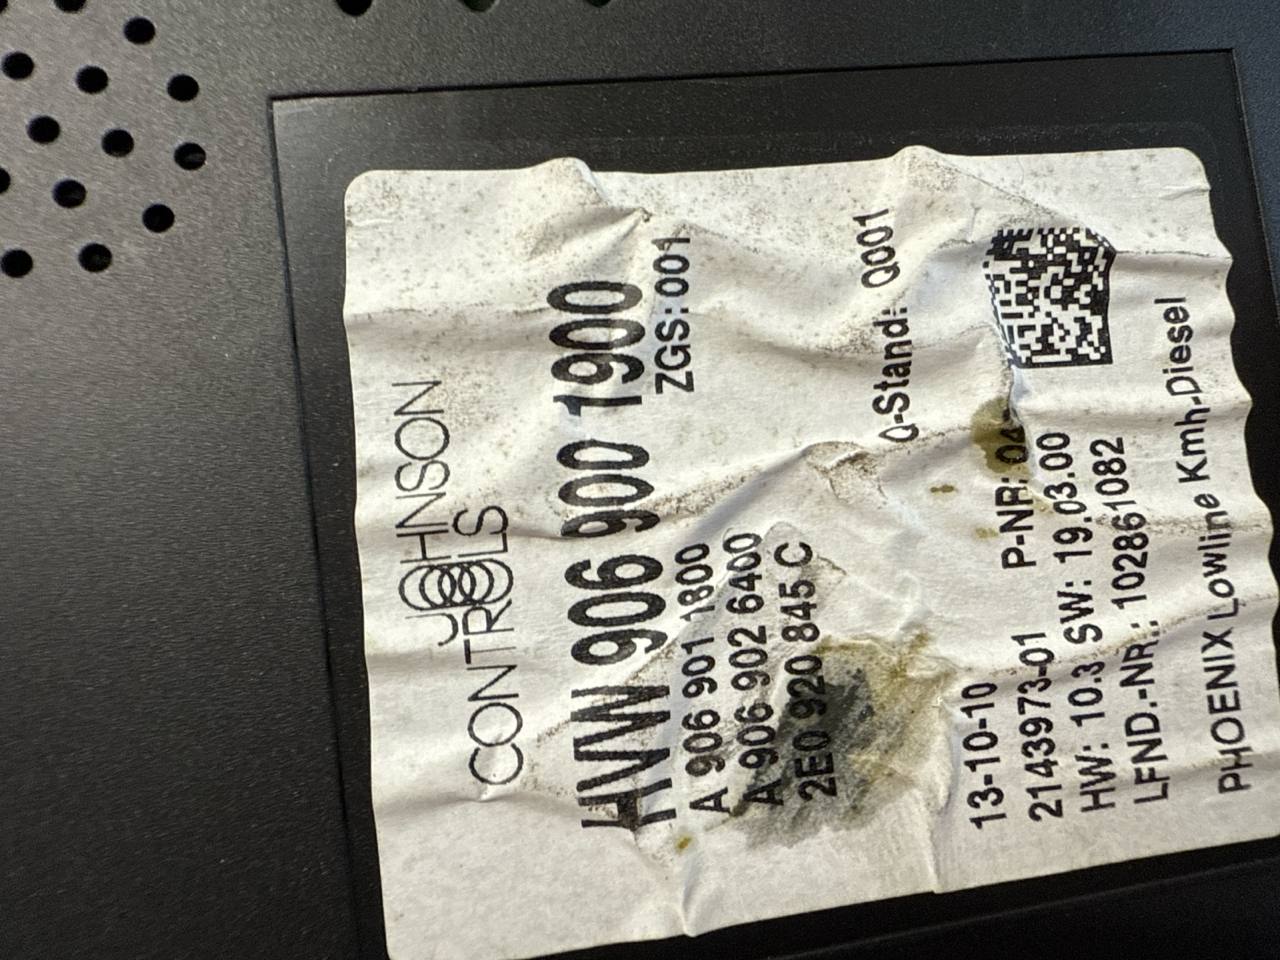 JOHNSON
CONTROLS
HVW 906 900 1900
A 906 901 1800 ZGS: 001
A 906 902 6400
2E0 920 845 C
Q-Stand: Q001
13-10-10
2143973-01 P-NR: 04
HW: 10.3 SW: 19.03.00
LFND.-NR.: 102861082
PHOENIX Lowline Kmh-Diesel